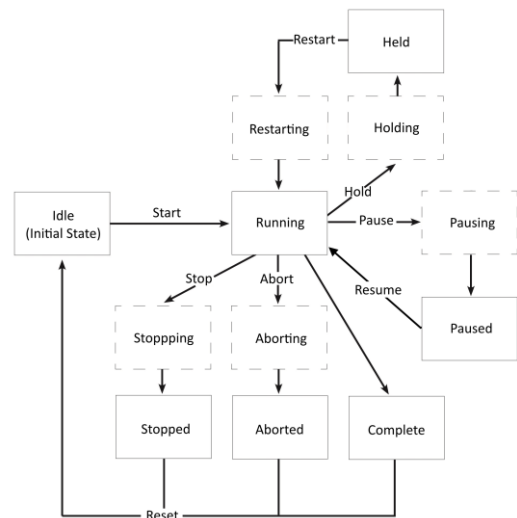 Restart
Held
Restarting
Holding
Hold
Idle
(Initial State)
Start
Running
Pause
Pausing
Stop
Abort
Resume
Stoppping
Aborting
Paused
Stopped
Aborted
Complete
Reset